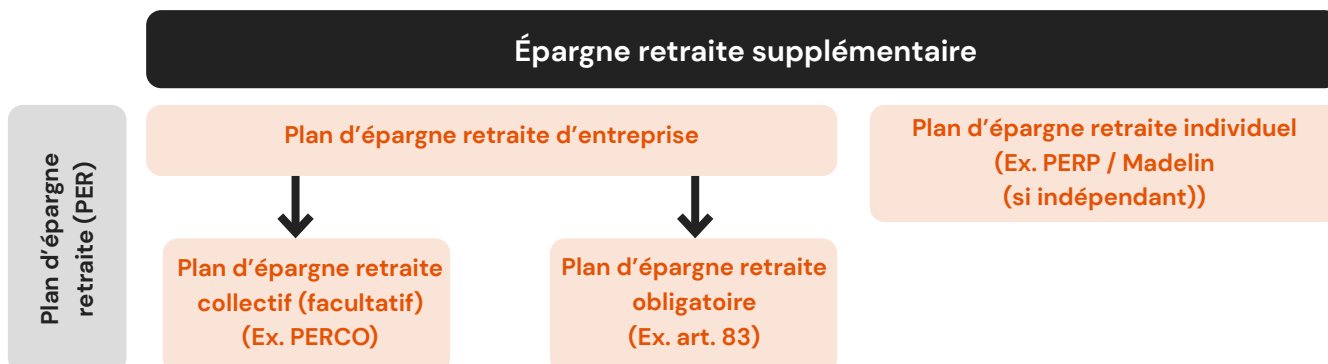 Épargne retraite supplémentaire
Plan d’épargne
retraite (PER)
Plan d’épargne retraite d’entreprise
Plan d’épargne retraite individuel
(Ex. PERP / Madelin
(si indépendant))
Plan d’épargne retraite
collectif (facultatif)
(Ex. PERCO)
Plan d’épargne retraite
obligatoire
(Ex. art. 83)